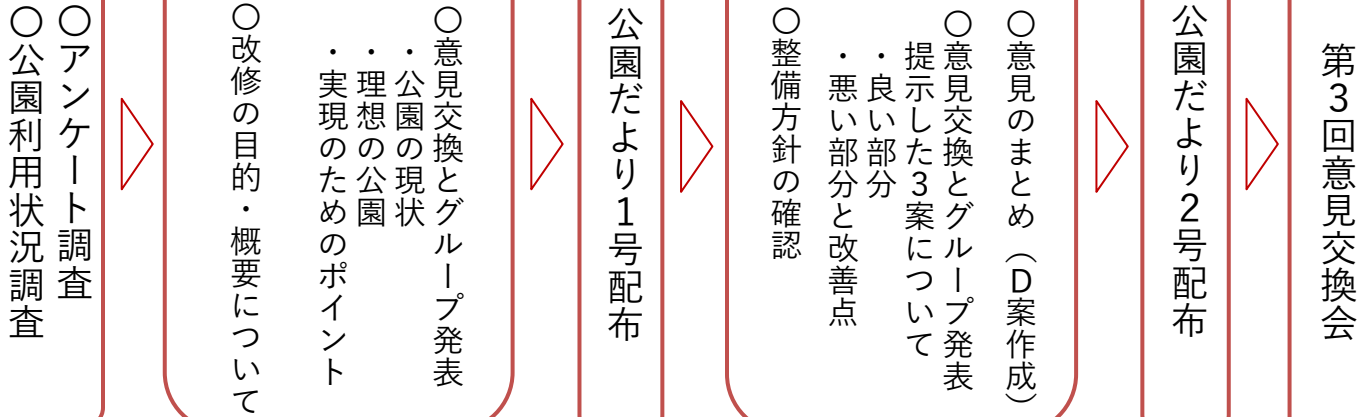 〇アンケート調査
〇公園利用状況調査
〇意見交換とグループ発表
・公園の現状
・理想の公園
・実現のためのポイント
〇改修の目的・概要について
公園だより1号配布
〇意見のまとめ（D案作成）
〇意見交換とグループ発表
提示した3案について
・良い部分
・悪い部分と改善点
〇整備方針の確認
公園だより2号配布
第3回意見交換会